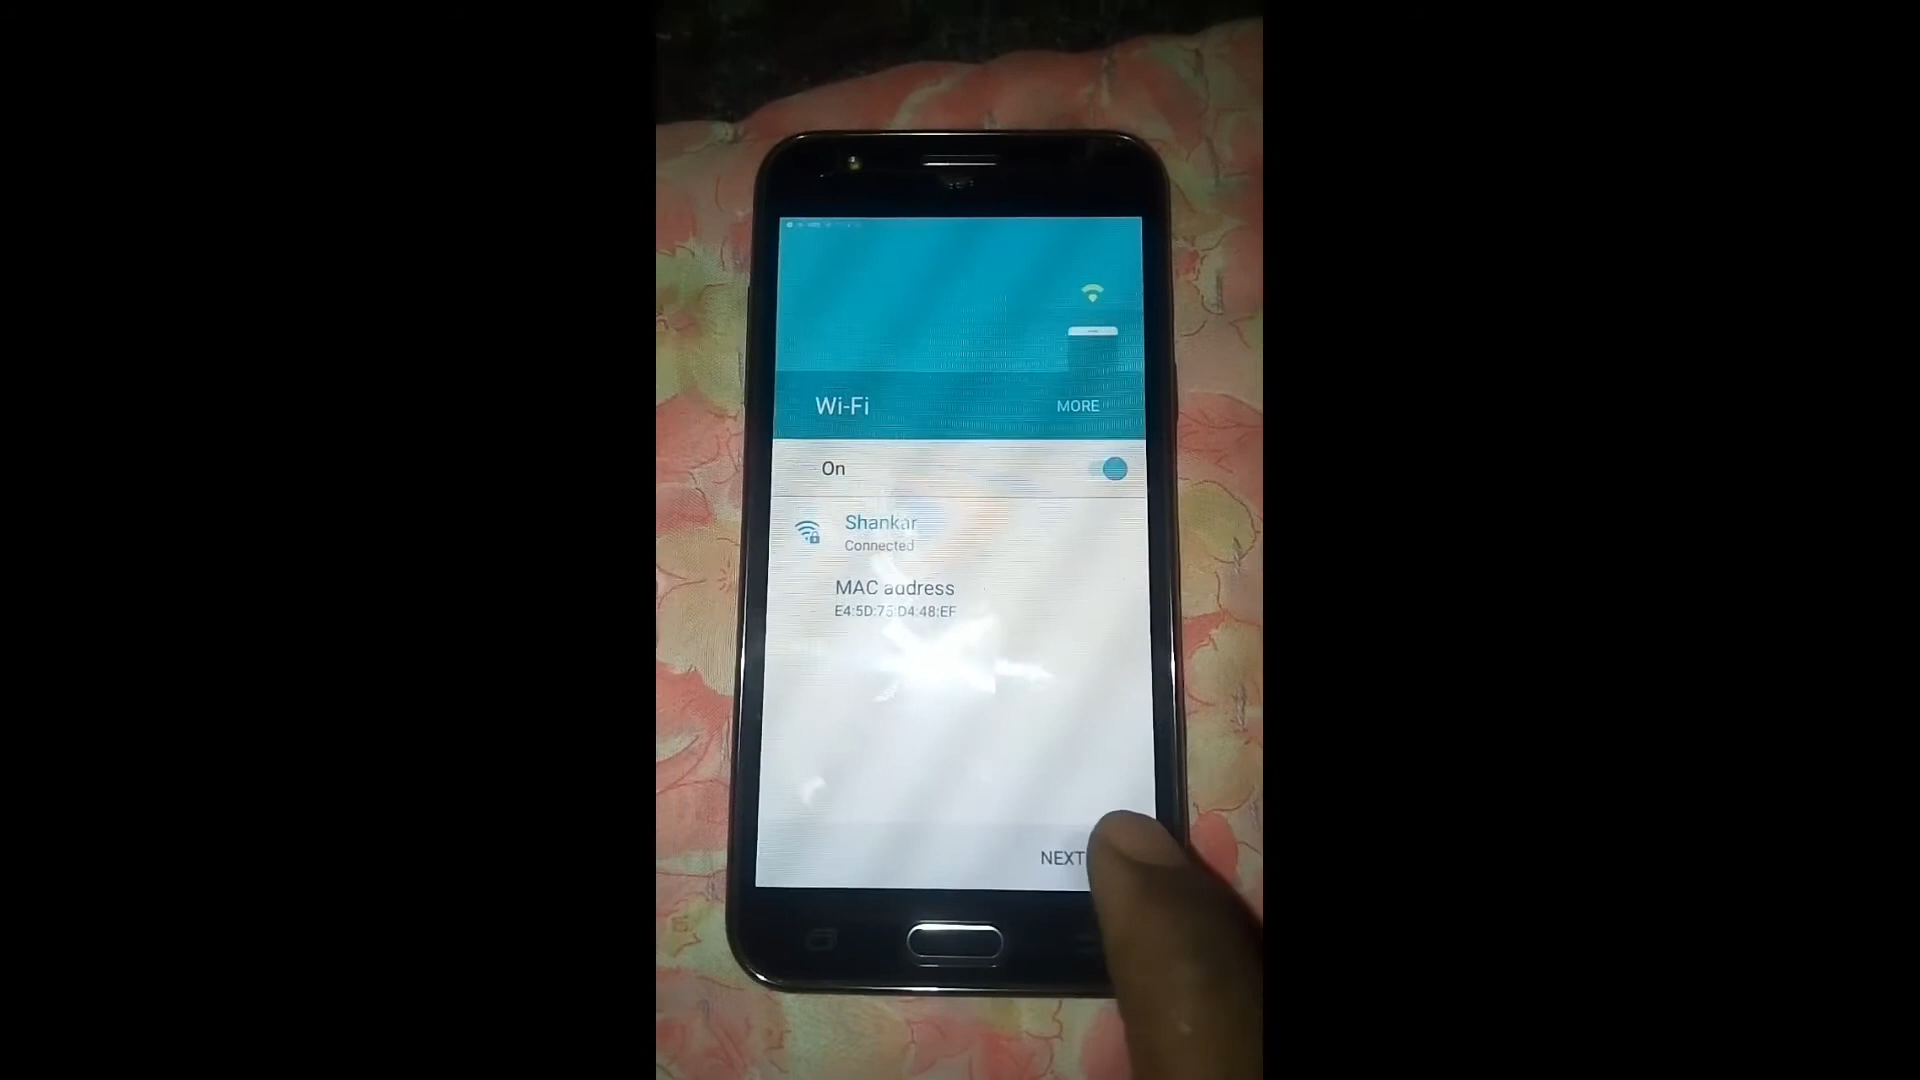 Wi-Fi
MORE
On
Shankar
Connected
MAC address
E4:5D:75:D4:48:EF
NEXT